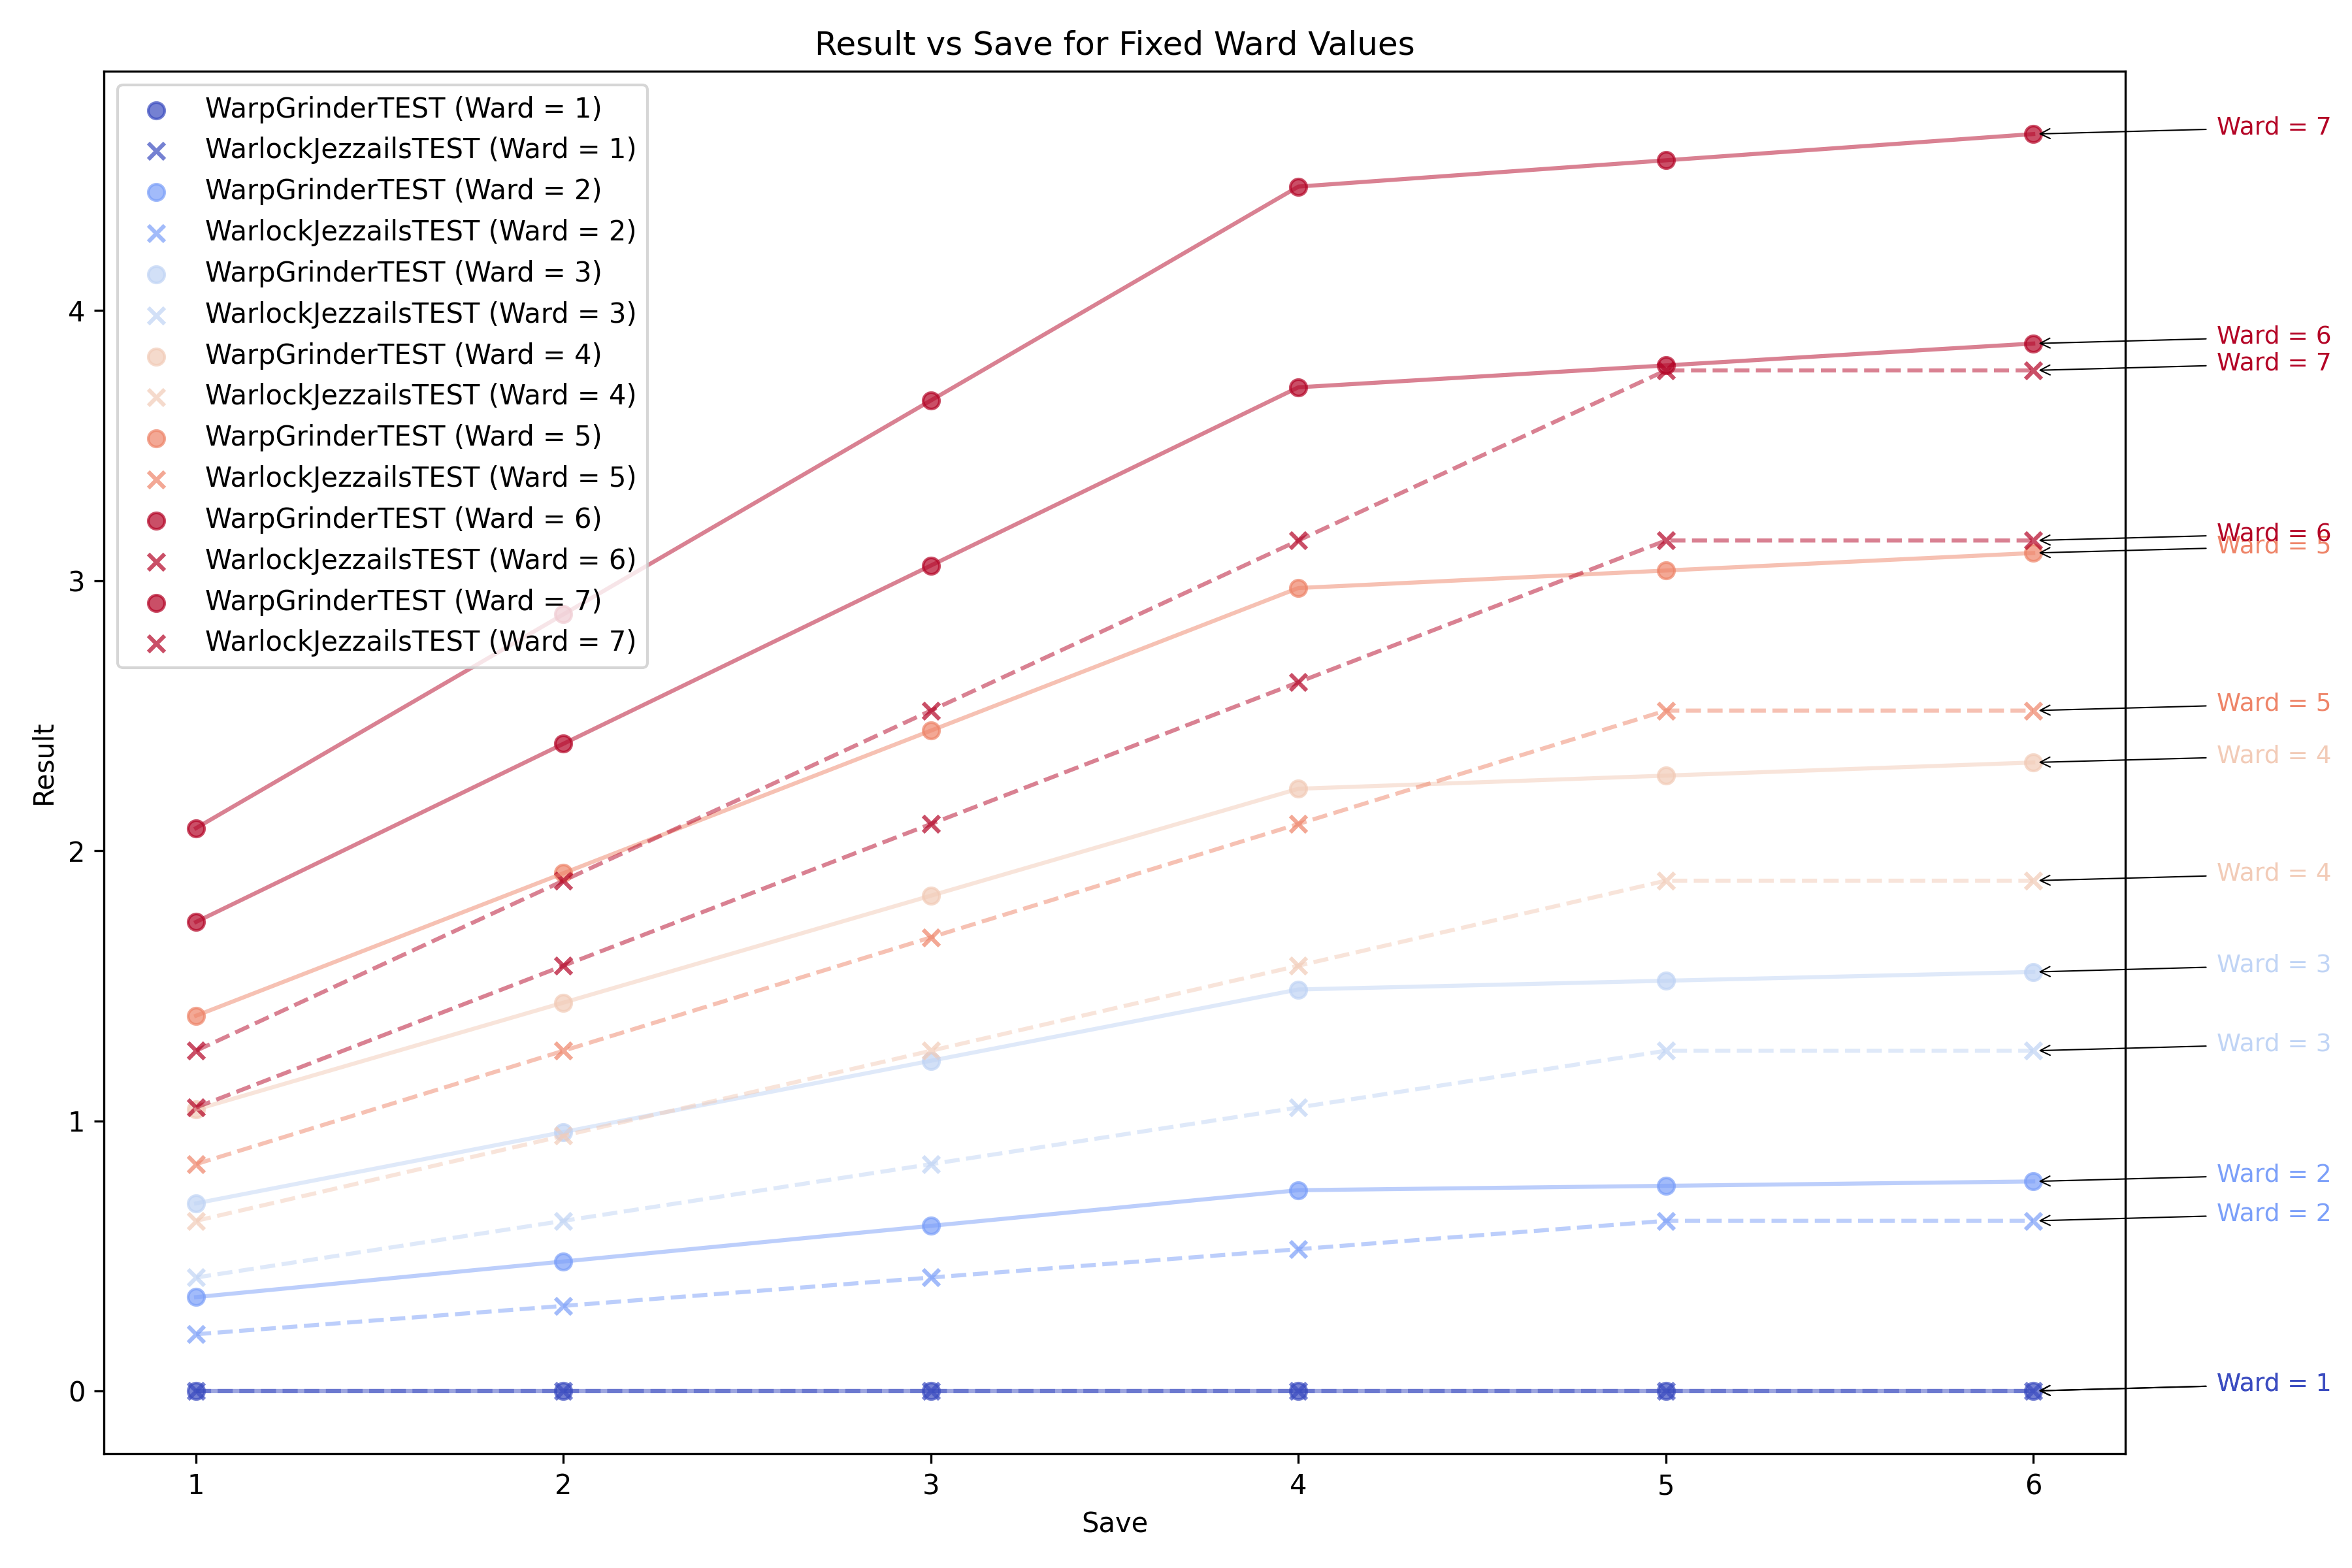 Result vs Save for Fixed Ward Values
WarpGrinderTEST (Ward = 1)
WarlockJezzailsTEST (Ward = 1)
WarpGrinderTEST (Ward = 2)
WarlockJezzailsTEST (Ward = 2)
WarpGrinderTEST (Ward = 3)
WarlockJezzailsTEST (Ward = 3)
WarpGrinderTEST (Ward = 4)
WarlockJezzailsTEST (Ward = 4)
WarpGrinderTEST (Ward = 5)
WarlockJezzailsTEST (Ward = 5)
WarpGrinderTEST (Ward = 6)
WarlockJezzailsTEST (Ward = 6)
WarpGrinderTEST (Ward = 7)
WarlockJezzailsTEST (Ward = 7)
Ward = 7
Ward = 6
Ward = 7
Ward = 6
Ward = 5
Ward = 5
Ward = 4
Ward = 4
Ward = 3
Ward = 3
Ward = 2
Ward = 2
Ward = 1
4
3
2
1
0
Result
1 2 3 4 5 6
Save